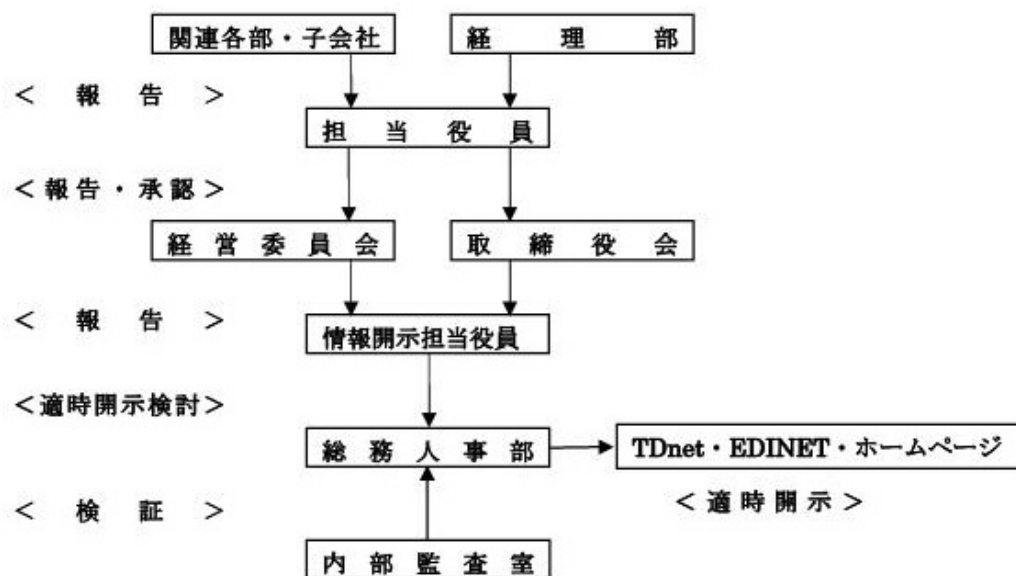 関連各部・子会社 経理部
＜報告＞
担当役員
＜報告・承認＞
経営委員会 取締役会
＜報告＞
情報開示担当役員
＜適時開示検討＞
総務人事部 TDnet・EDINET・ホームページ
＜検証＞ ＜適時開示＞
内部監査室